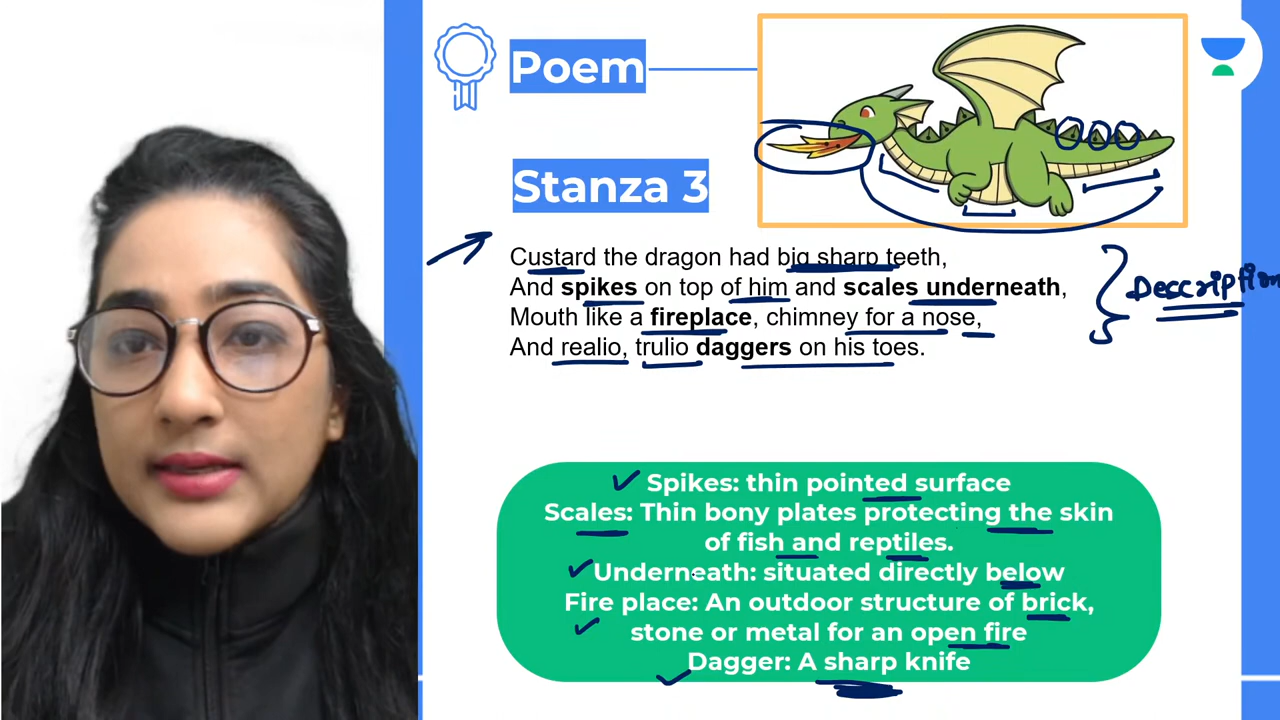 Poem
Stanza 3
Custard the dragon had big sharp teeth,
And spikes on top of him and scales underneath,
Mouth like a fireplace, chimney for a nose,
And realio, trulio daggers on his toes.
Description
Spikes: thin pointed surface
Scales: Thin bony plates protecting the skin
of fish and reptiles.
Underneath: situated directly below
Fire place: An outdoor structure of brick,
stone or metal for an open fire
Dagger: A sharp knife